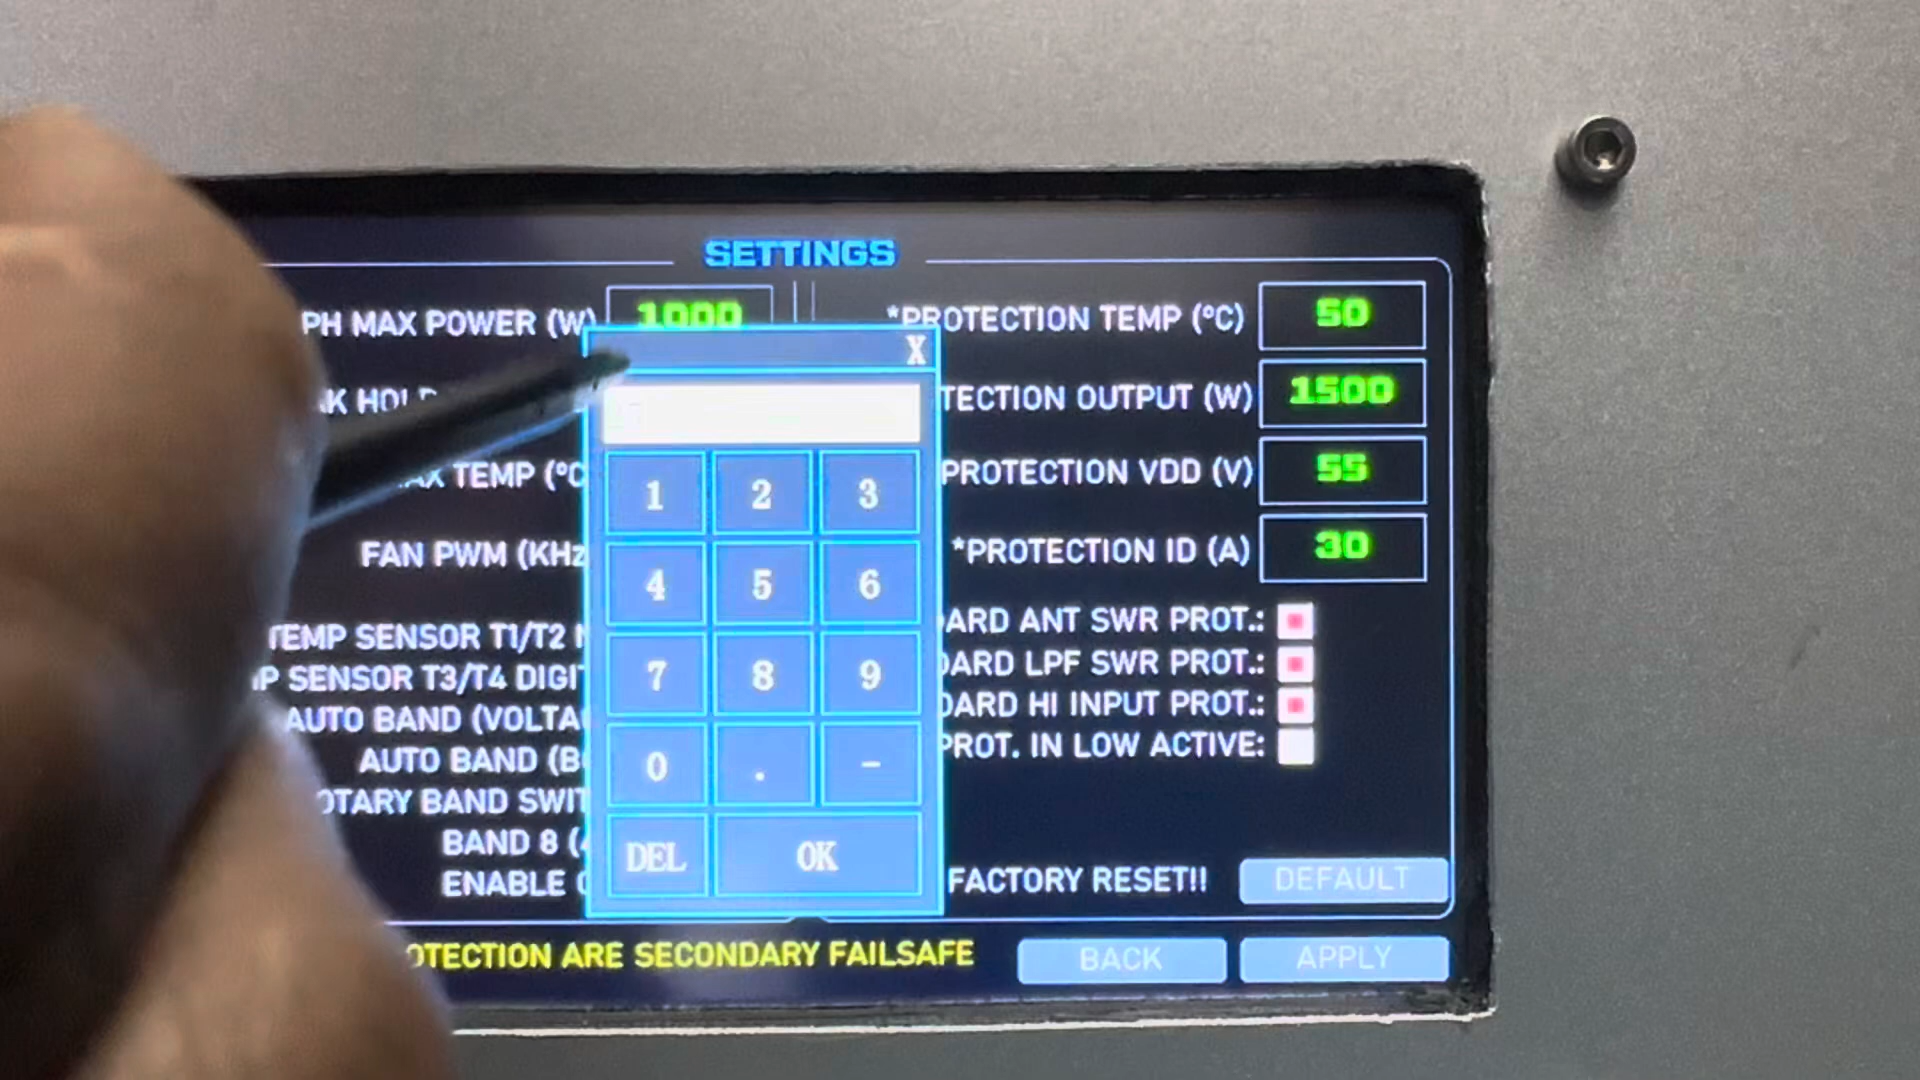 SETTINGS
PH MAX POWER (W) 1000
*PROTECTION TEMP (°C) 50
AK HOLD
TECTION OUTPUT (W) 1500
AX TEMP (°C
PROTECTION VDD (V) 55
FAN PWM (KHz
*PROTECTION ID (A) 30
X
1 2 3
4 5 6
7 8 9
0 . -
DEL OK
TEMP SENSOR T1/T2
P SENSOR T3/T4 DIGIT
AUTO BAND (VOLTA
AUTO BAND (B
OTARY BAND SWIT
BAND 8 (
ENABLE
ARD ANT SWR PROT.:
OARD LPF SWR PROT.:
OARD HI INPUT PROT.:
PROT. IN LOW ACTIVE:
FACTORY RESET!! DEFAULT
OTECTION ARE SECONDARY FAILSAFE
BACK APPLY